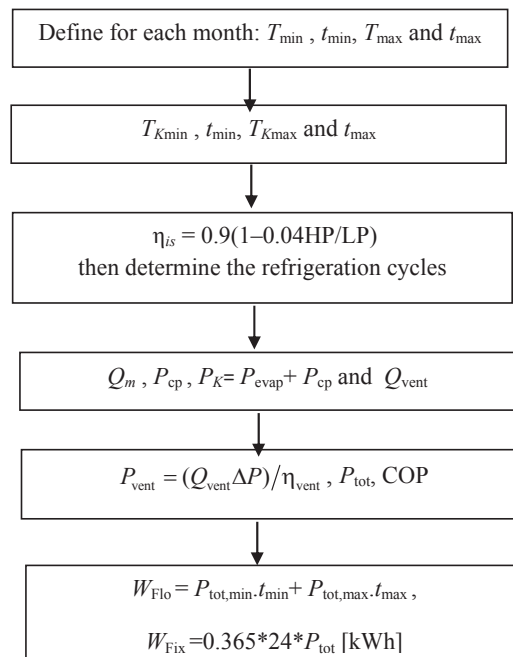 Define for each month: Tmin , tmin, Tmax and tmax
TKmin , tmin, TKmax and tmax
ηis = 0.9(1–0.04HP/LP)
then determine the refrigeration cycles
Qm , Pcp , PK= Pevap+ Pcp and Qvent
Pvent = (QventΔP)/ηvent , Ptot, COP
WFlo = Ptot,min.tmin+ Ptot,max.tmax ,
WFix=0.365*24*Ptot [kWh]